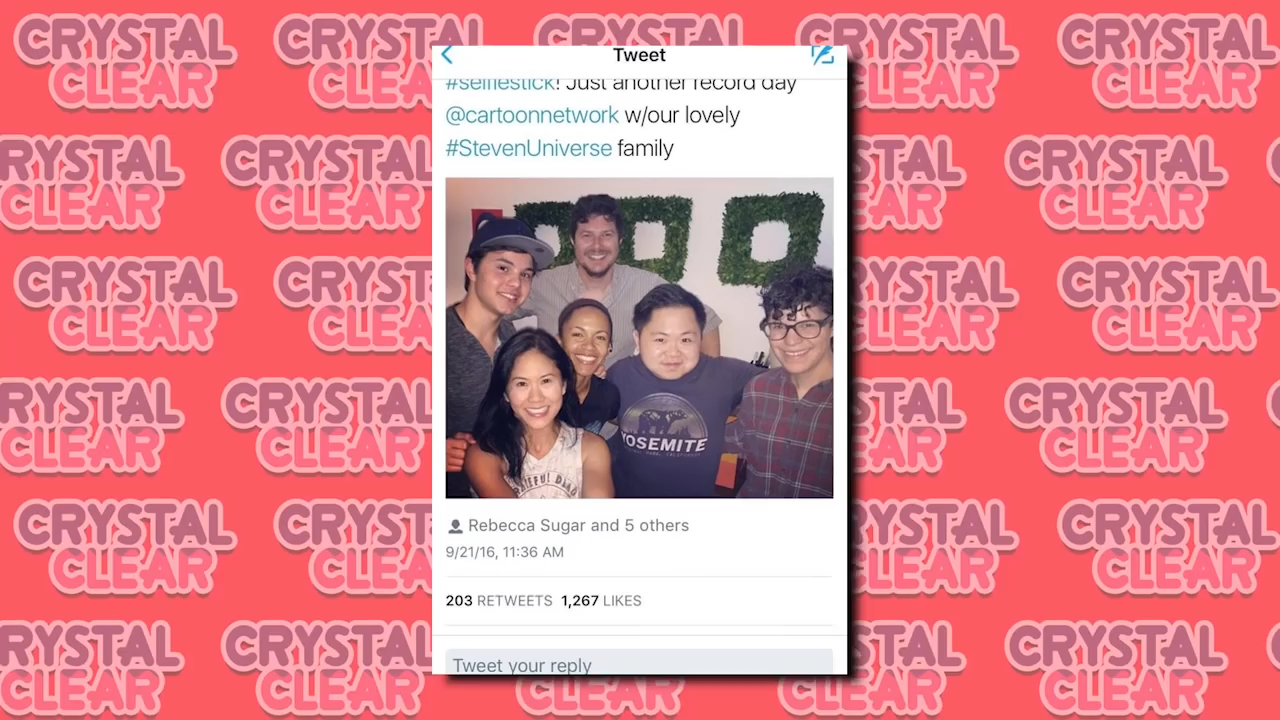 CRYSTAL CLEAR
Tweet
#selfiestick! Just another record day
@cartoonnetwork w/our lovely
#StevenUniverse family
YOSEMITE
Rebecca Sugar and 5 others
9/21/16, 11:36 AM
203 RETWEETS 1,267 LIKES
Tweet your reply